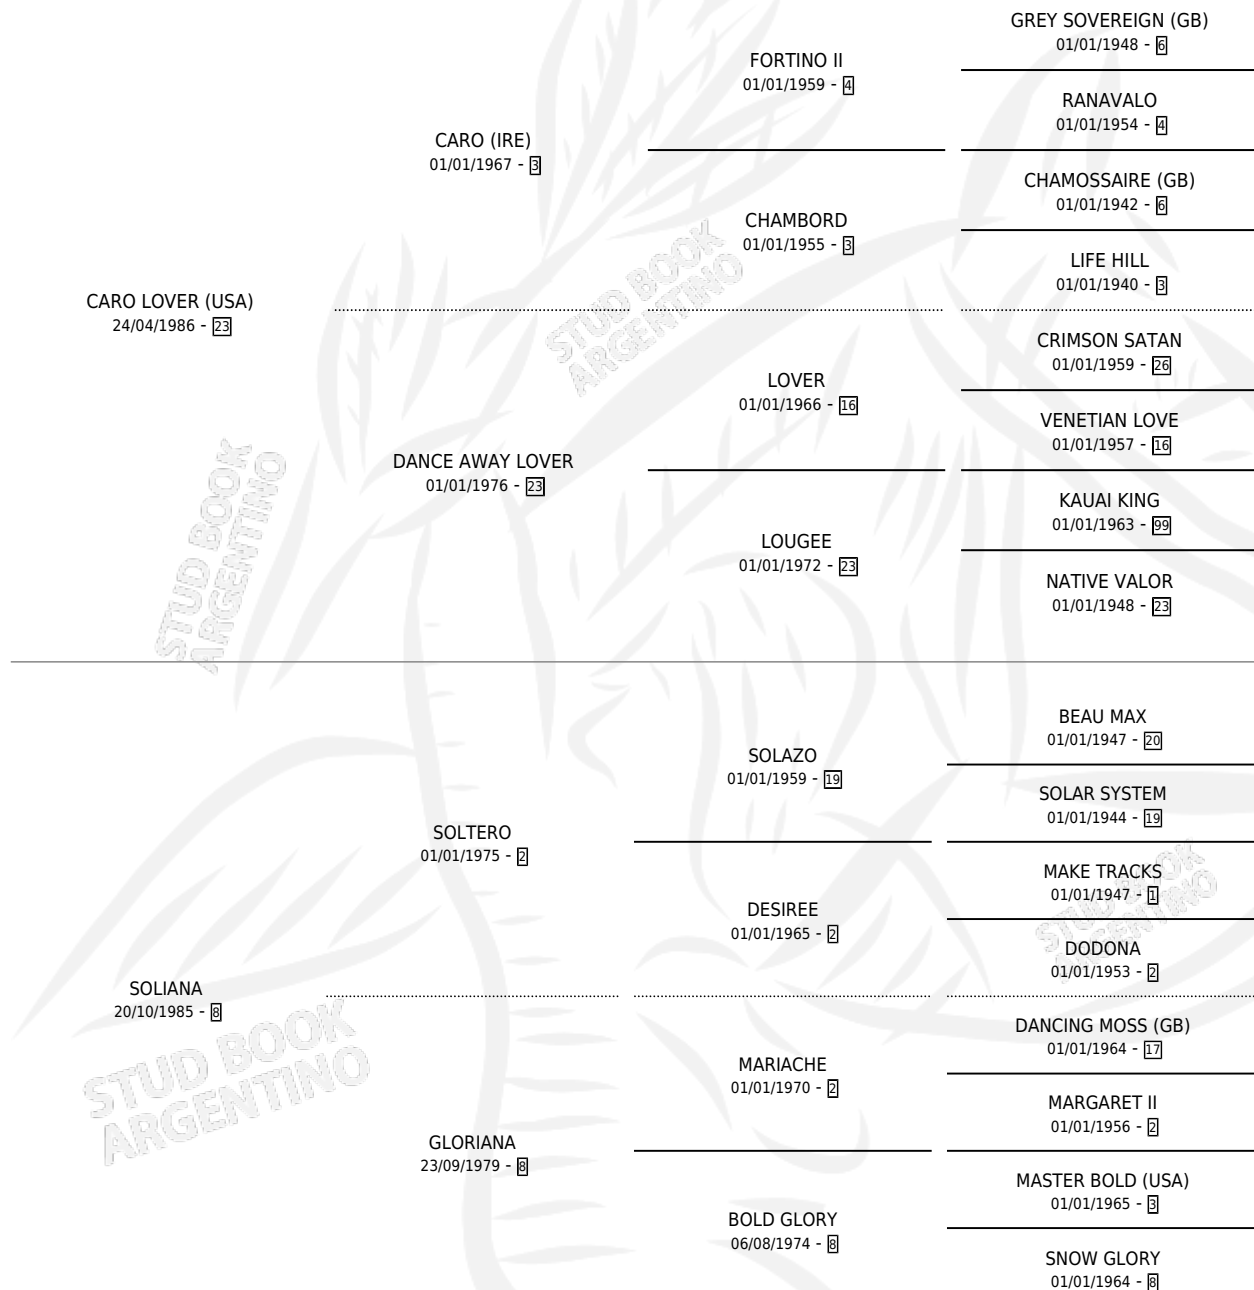 GREY SOVEREIGN (GB)
01/01/1948 - 6
FORTINO II
01/01/1959 - 4
RANAVALO
01/01/1954 - 4
CARO (IRE)
01/01/1967 - 3
CHAMOSSAIRE (GB)
01/01/1942 - 6
CHAMBORD
01/01/1955 - 3
LIFE HILL
01/01/1940 - 3
CARO LOVER (USA)
24/04/1986 - 23
STUD BOOK
ARGENTINO
CRIMSON SATAN
01/01/1959 - 26
LOVER
01/01/1966 - 16
VENETIAN LOVE
01/01/1957 - 16
DANCE AWAY LOVER
01/01/1976 - 23
KAUAI KING
01/01/1963 - 99
LOUGEE
01/01/1972 - 23
NATIVE VALOR
01/01/1948 - 23
STUD BOOK
ARGENTINO
BEAU MAX
01/01/1947 - 20
SOLAZO
01/01/1959 - 19
SOLAR SYSTEM
01/01/1944 - 19
SOLTERO
01/01/1975 - 2
MAKE TRACKS
01/01/1947 - 1
DESIREE
01/01/1965 - 2
DODONA
01/01/1953 - 2
STUD BOOK
ARGENTINO
SOLIANA
20/10/1985 - 8
DANCING MOSS (GB)
01/01/1964 - 17
MARIACHE
01/01/1970 - 2
MARGARET II
01/01/1956 - 2
STUD BOOK
ARGENTINO
GLORIANA
23/09/1979 - 8
MASTER BOLD (USA)
01/01/1965 - 3
BOLD GLORY
06/08/1974 - 8
SNOW GLORY
01/01/1964 - 8